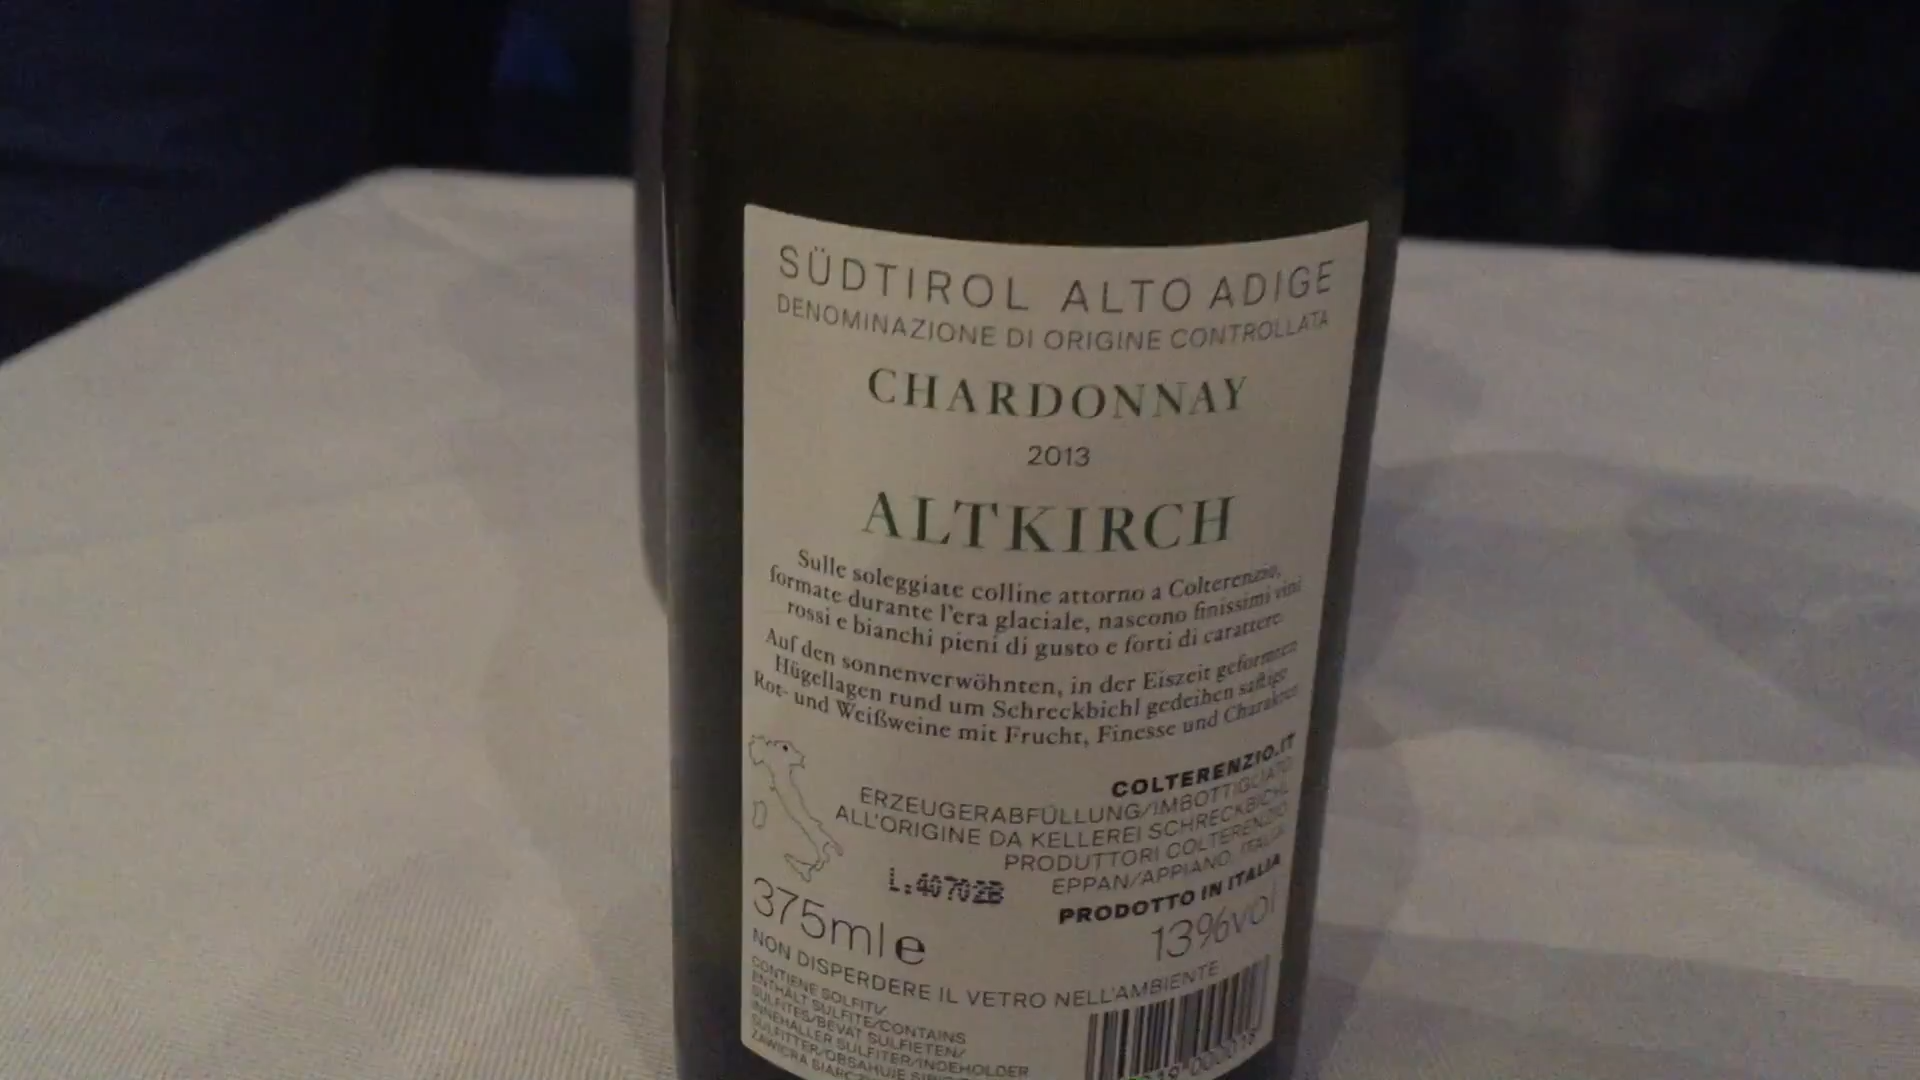 SÜDTIROL ALTO ADIGE
DENOMINAZIONE DI ORIGINE CONTROLLATA
CHARDONNAY
2013
ALTKIRCH
Sulle soleggiate colline attorno a Colterenzio,
formate durante l'era glaciale, nascono finissimi vini
rossi e bianchi pieni di gusto e forti di carattere.
Auf den sonnenverwöhnten, in der Eiszeit geformten
Hügellagen rund um Schreckbichl gedeihen saftige
Rot- und Weißweine mit Frucht, Finesse und Charakter
COLTERENZIO.IT
ERZEUGERABFÜLLUNG/IMBOTTIGLIATO
ALL'ORIGINE DA KELLEREI SCHRECKBICHL
PRODUTTORI COLTERENZIO
EPPAN/APPIANO, ITALIA
PRODOTTO IN ITALIA
L.40702B
375ml e
13%vol
NON DISPERDERE IL VETRO NELL'AMBIENTE
CONTIENE SOLFITI/
ENTHÄLT SULFITE/CONTAINS
SULFITES/BEVAT SULFIETEN/
INNEHALLER SULFITER/INDEHOLDER
SULFITTER/OBSAHUJE
ZAWIERA